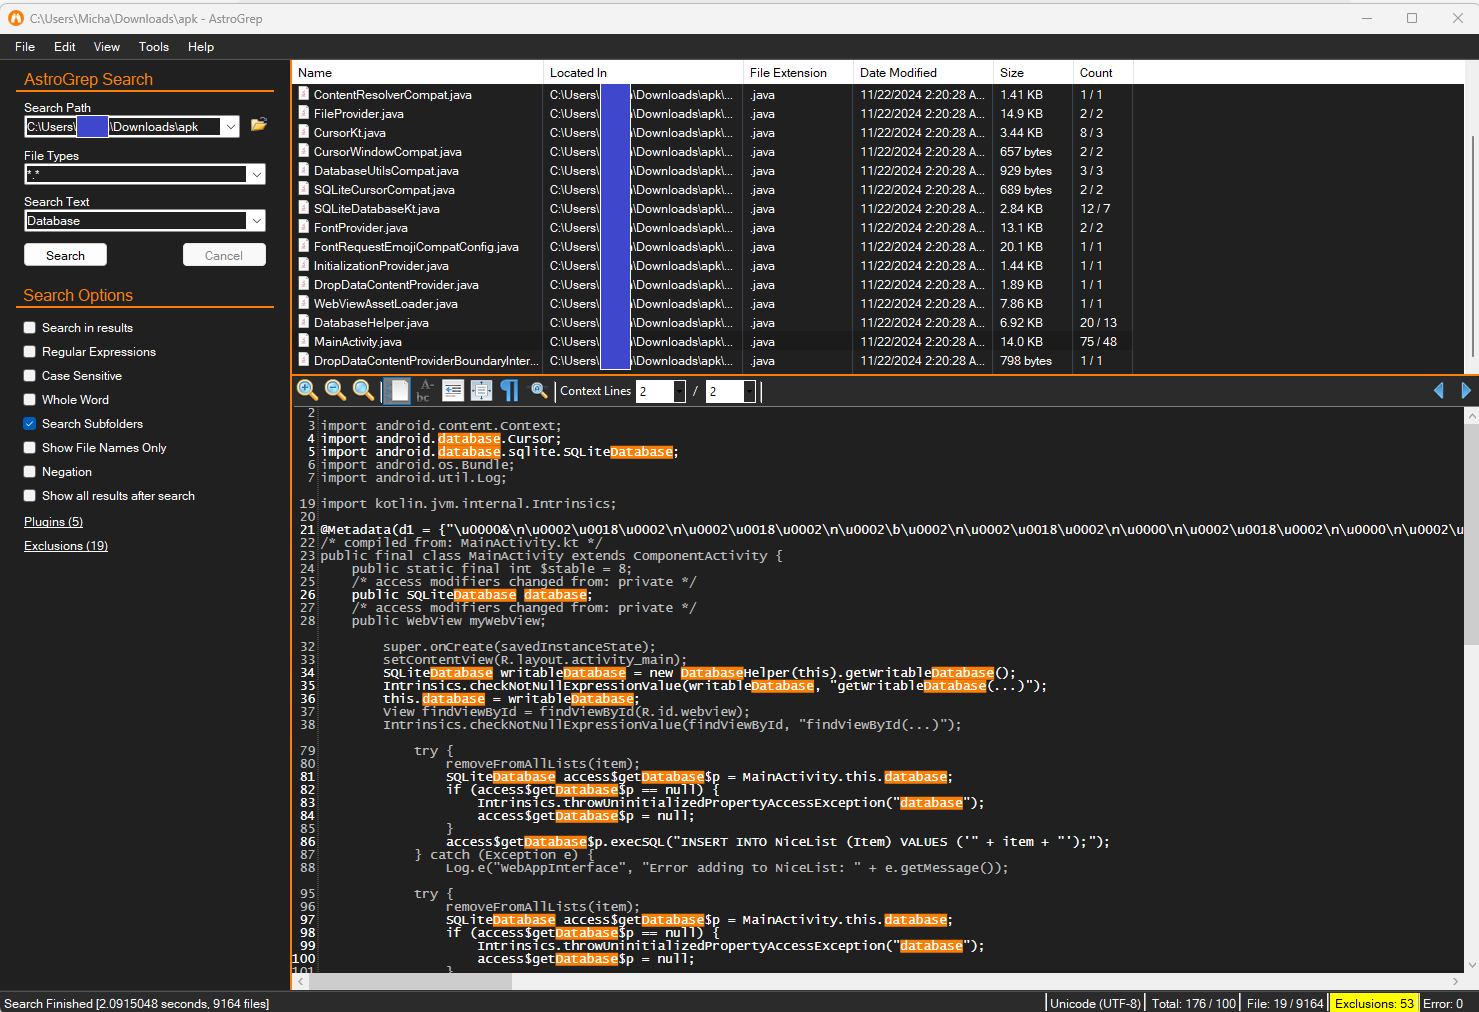 C:\Users\Micha\Downloads\apk - AstroGrep
File Edit View Tools Help
AstroGrep Search
Search Path
C:\Users\ \Downloads\apk
File Types
*.*
Search Text
Database
Search Cancel
Search Options
Search in results
Regular Expressions
Case Sensitive
Whole Word
Search Subfolders
Show File Names Only
Negation
Show all results after search
Plugins (5)
Exclusions (19)
Name Located In File Extension Date Modified Size Count
ContentResolverCompat.java C:\Users\ \Downloads\apk\... .java 11/22/2024 2:20:28 A... 1.41 KB 1 / 1
FileProvider.java C:\Users\ \Downloads\apk\... .java 11/22/2024 2:20:28 A... 14.9 KB 2 / 2
CursorKt.java C:\Users\ \Downloads\apk\... .java 11/22/2024 2:20:28 A... 3.44 KB 8 / 3
CursorWindowCompat.java C:\Users\ \Downloads\apk\... .java 11/22/2024 2:20:28 A... 657 bytes 2 / 2
DatabaseUtilsCompat.java C:\Users\ \Downloads\apk\... .java 11/22/2024 2:20:28 A... 929 bytes 3 / 3
SQLiteCursorCompat.java C:\Users\ \Downloads\apk\... .java 11/22/2024 2:20:28 A... 689 bytes 2 / 2
SQLiteDatabaseKt.java C:\Users\ \Downloads\apk\... .java 11/22/2024 2:20:28 A... 2.84 KB 12 / 7
FontProvider.java C:\Users\ \Downloads\apk\... .java 11/22/2024 2:20:28 A... 13.1 KB 2 / 2
FontRequestEmojiCompatConfig.java C:\Users\ \Downloads\apk\... .java 11/22/2024 2:20:28 A... 20.1 KB 1 / 1
InitializationProvider.java C:\Users\ \Downloads\apk\... .java 11/22/2024 2:20:28 A... 1.44 KB 1 / 1
DropDataContentProvider.java C:\Users\ \Downloads\apk\... .java 11/22/2024 2:20:28 A... 1.89 KB 1 / 1
WebViewAssetLoader.java C:\Users\ \Downloads\apk\... .java 11/22/2024 2:20:28 A... 7.86 KB 1 / 1
DatabaseHelper.java C:\Users\ \Downloads\apk\... .java 11/22/2024 2:20:28 A... 6.92 KB 20 / 13
MainActivity.java C:\Users\ \Downloads\apk\... .java 11/22/2024 2:20:28 A... 14.0 KB 75 / 48
DropDataContentProviderBoundaryInter... C:\Users\ \Downloads\apk\... .java 11/22/2024 2:20:28 A... 798 bytes 1 / 1
A- bc Context Lines 2 / 2
2
3 import android.content.Context;
4 import android.database.Cursor;
5 import android.database.sqlite.SQLiteDatabase;
6 import android.os.Bundle;
7 import android.util.Log;
19 import kotlin.jvm.internal.Intrinsics;
20
21 @Metadata(d1 = {"\u0000&\n\u0002\u0018\u0002\n\u0002\u0018\u0002\n\u0002\b\u0002\n\u0002\u0018\u0002\n\u0000\n\u0002\u0018\u0002\n\u0000\n\u0002\u
22 /* compiled from: MainActivity.kt */
23 public final class MainActivity extends ComponentActivity {
24 public static final int $stable = 8;
25 /* access modifiers changed from: private */
26 public SQLiteDatabase database;
27 /* access modifiers changed from: private */
28 public WebView myWebView;
32 super.onCreate(savedInstanceState);
33 setContentView(R.layout.activity_main);
34 SQLiteDatabase writableDatabase = new DatabaseHelper(this).getWritableDatabase();
35 Intrinsics.checkNotNullExpressionValue(writableDatabase, "getWritableDatabase(...)");
36 this.database = writableDatabase;
37 View findViewById = findViewById(R.id.webview);
38 Intrinsics.checkNotNullExpressionValue(findViewById, "findViewById(...)");
79 try {
80 removeFromAllLists(item);
81 SQLiteDatabase access$getDatabase$p = MainActivity.this.database;
82 if (access$getDatabase$p == null) {
83 Intrinsics.throwUninitializedPropertyAccessException("database");
84 access$getDatabase$p = null;
85 }
86 access$getDatabase$p.execSQL("INSERT INTO NiceList (Item) VALUES ('" + item + "');");
87 } catch (Exception e) {
88 Log.e("WebAppInterface", "Error adding to NiceList: " + e.getMessage());
95 try {
96 removeFromAllLists(item);
97 SQLiteDatabase access$getDatabase$p = MainActivity.this.database;
98 if (access$getDatabase$p == null) {
99 Intrinsics.throwUninitializedPropertyAccessException("database");
100 access$getDatabase$p = null;
101 }
Search Finished [2.0915048 seconds, 9164 files] Unicode (UTF-8) Total: 176 / 100 File: 19 / 9164 Exclusions: 53 Error: 0